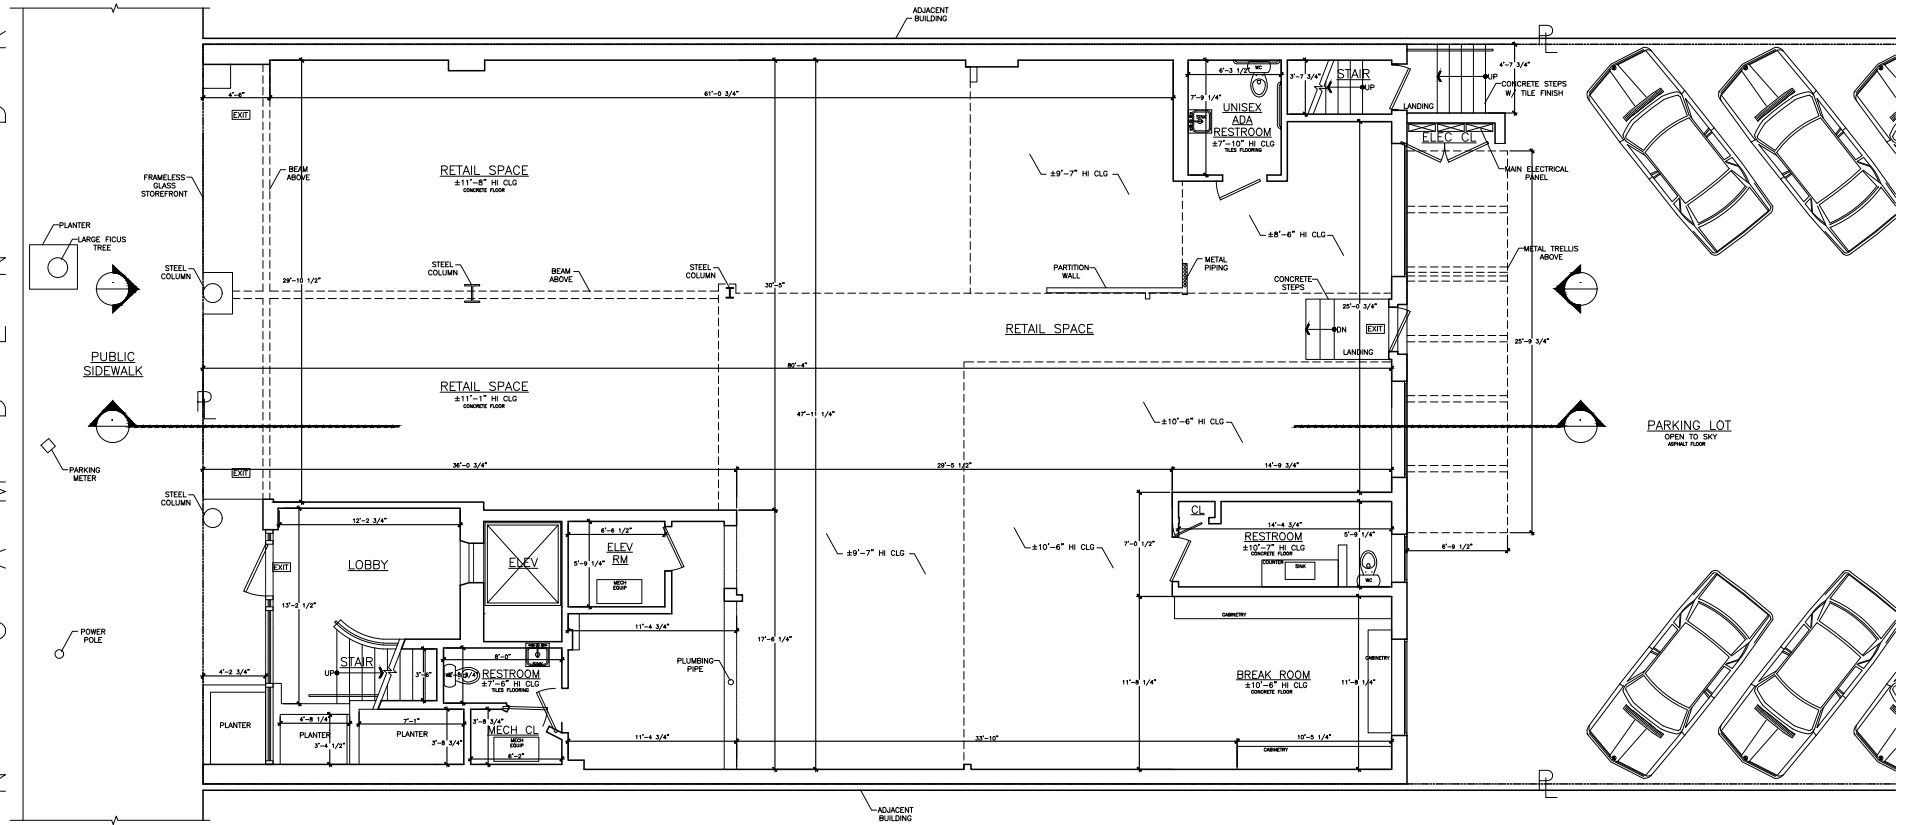 ADJACENT
BUILDING
PL
4'-6"
61'-0 3/4"
6'-3 1/2"
WC
3'-7 3/4"
STAIR
UP
UP
4'-7 3/4"
CONCRETE STEPS
W/ TILE FINISH
LANDING
7'-9 1/4"
UNISEX
ADA
RESTROOM
±7'-10" HI CLG
TILES FLOORING
ELEC CL
MAIN ELECTRICAL
PANEL
EXIT
FRAMELESS
GLASS
STOREFRONT
BEAM
ABOVE
RETAIL SPACE
±11'-8" HI CLG
CONCRETE FLOOR
±9'-7" HI CLG
±8'-6" HI CLG
METAL TRELLIS
ABOVE
PLANTER
LARGE FICUS
TREE
STEEL
COLUMN
29'-10 1/2"
STEEL
COLUMN
BEAM
ABOVE
STEEL
COLUMN
30'-5"
PARTITION
WALL
METAL
PIPING
CONCRETE
STEPS
25'-0 3/4"
DN
EXIT
LANDING
25'-9 3/4"
RETAIL SPACE
PUBLIC
SIDEWALK
80'-4"
RETAIL SPACE
±11'-1" HI CLG
CONCRETE FLOOR
PL
47'-11 1/4"
±10'-6" HI CLG
PARKING LOT
OPEN TO SKY
ASPHALT FLOOR
PARKING
METER
EXIT
36'-0 3/4"
29'-5 1/2"
14'-9 3/4"
STEEL
COLUMN
12'-2 3/4"
6'-6 1/2"
ELEV
RM
5'-9 1/4"
MECH
EQUIP
ELEV
LOBBY
EXIT
13'-2 1/2"
±9'-7" HI CLG
±10'-6" HI CLG
7'-0 1/2"
CL
14'-4 3/4"
RESTROOM
±10'-7" HI CLG
CONCRETE FLOOR
COUNTER
SINK
5'-9 1/4"
WC
6'-9 1/2"
CABINETRY
POWER
POLE
11'-4 3/4"
17'-6 1/4"
PLUMBING
PIPE
STAIR
UP
3'-6"
8'-0"
SINK
RESTROOM
±7'-6" HI CLG
TILES FLOORING
4'-2 3/4"
CABINETRY
BREAK ROOM
±10'-6" HI CLG
CONCRETE FLOOR
11'-8 1/4"
11'-8 1/4"
PLANTER
4'-8 1/4"
PLANTER
3'-4 1/2"
7'-1"
PLANTER
3'-8 3/4"
3'-8 3/4"
MECH CL
MECH
EQUIP
6'-2"
11'-4 3/4"
33'-10"
10'-5 1/4"
CABINETRY
PL
ADJACENT
BUILDING